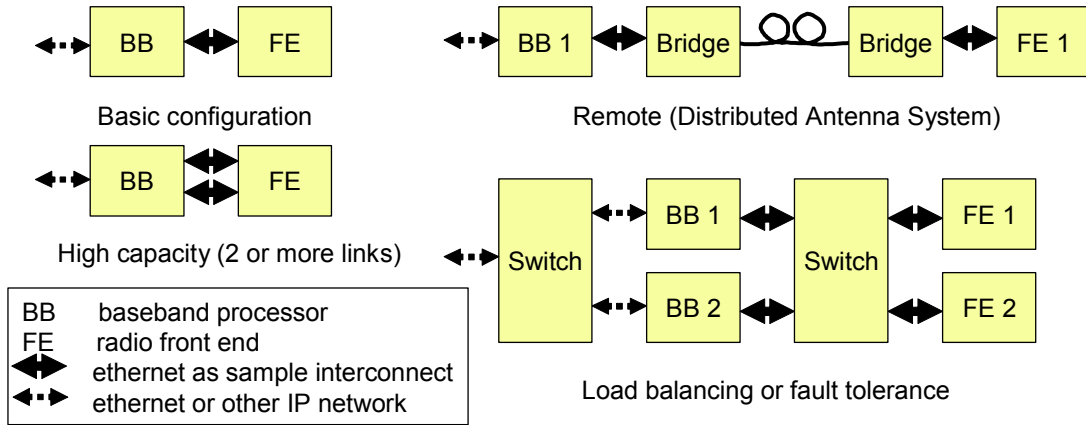 BB FE
Basic configuration
BB FE
High capacity (2 or more links)
BB baseband processor
FE radio front end
ethernet as sample interconnect
ethernet or other IP network
BB 1 Bridge Bridge FE 1
Remote (Distributed Antenna System)
Switch
BB 1
BB 2
Switch
FE 1
FE 2
Load balancing or fault tolerance